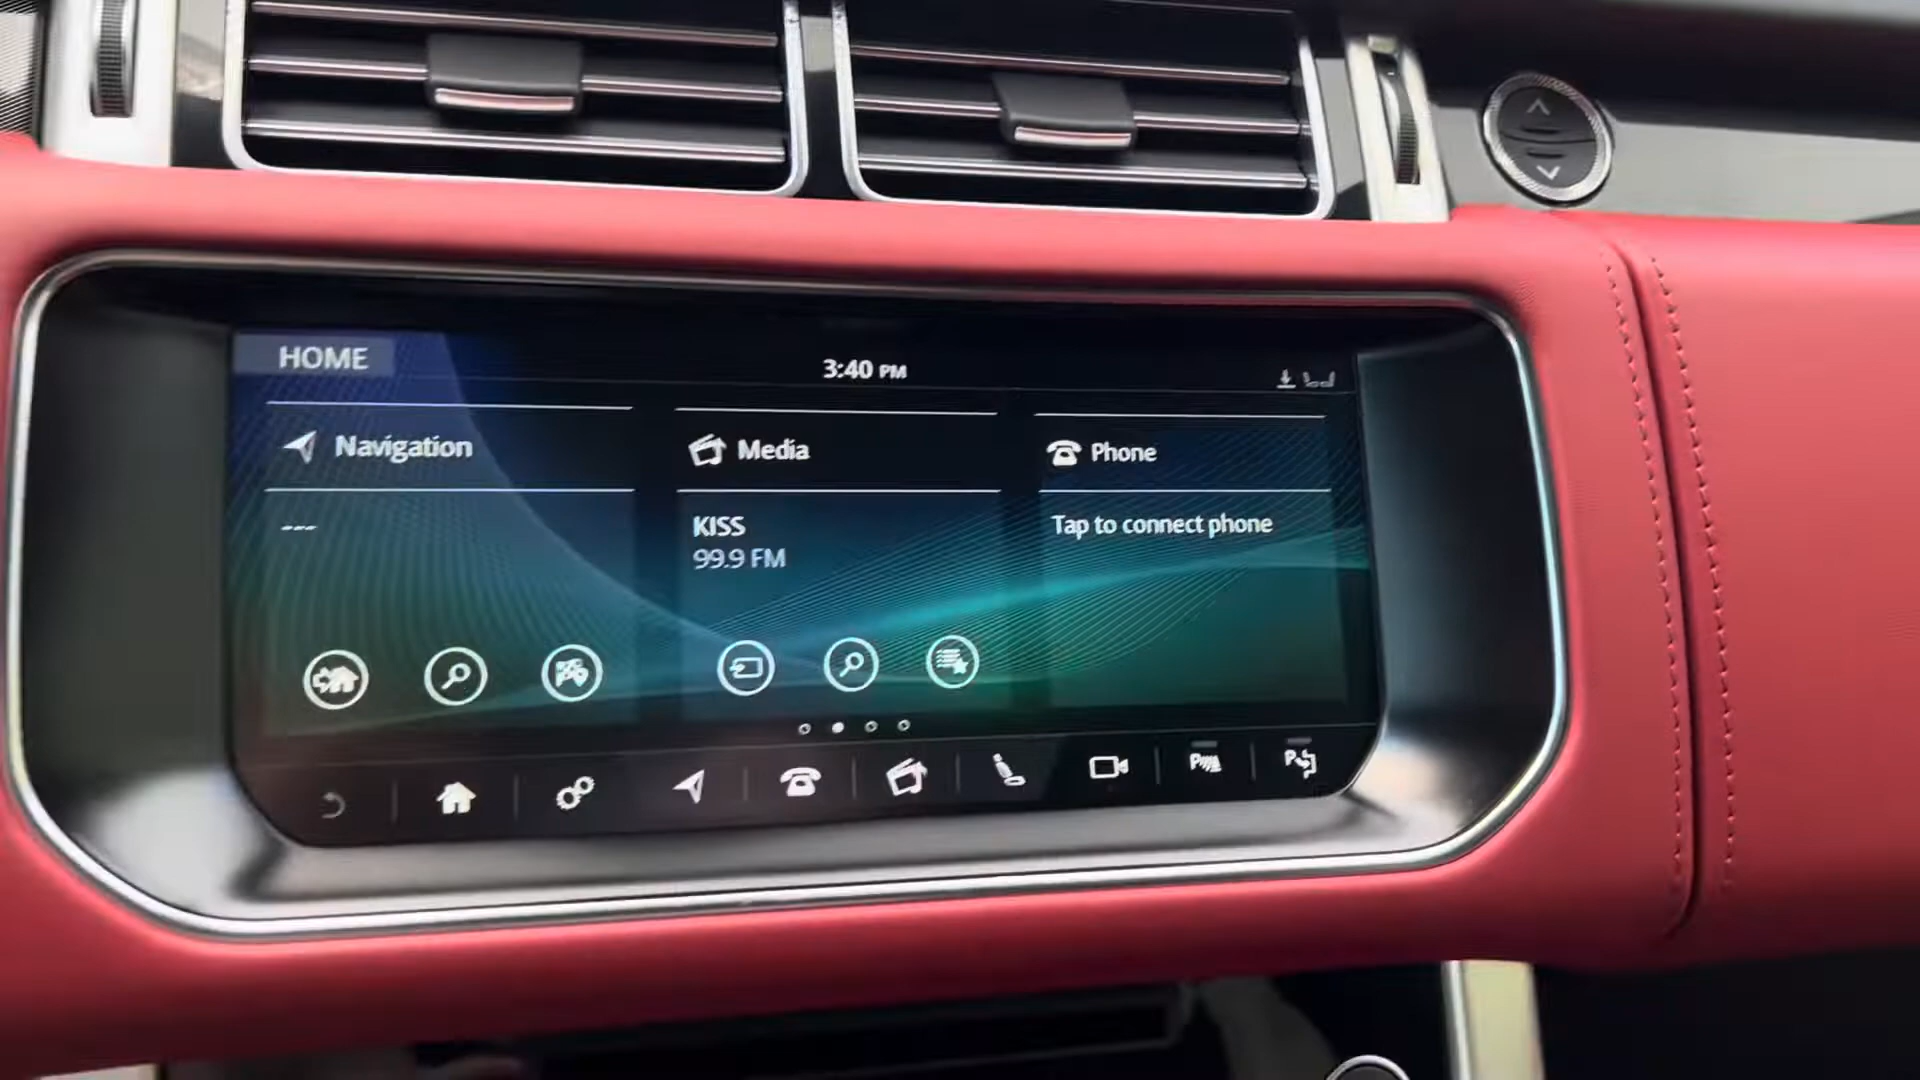 HOME
3:40 PM
Navigation
Media
Phone
---
KISS
99.9 FM
Tap to connect phone